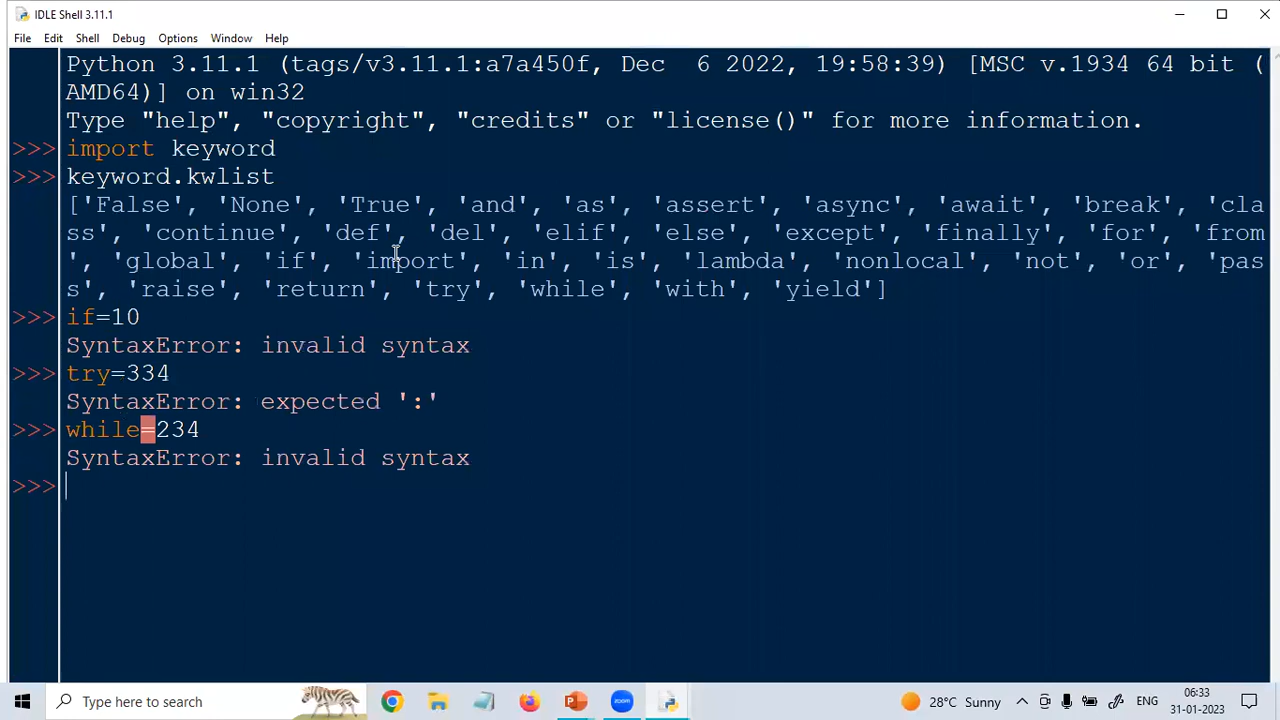 IDLE Shell 3.11.1
File Edit Shell Debug Options Window Help
Python 3.11.1 (tags/v3.11.1:a7a450f, Dec  6 2022, 19:58:39) [MSC v.1934 64 bit (
AMD64)] on win32
Type "help", "copyright", "credits" or "license()" for more information.
>>> import keyword
>>> keyword.kwlist
['False', 'None', 'True', 'and', 'as', 'assert', 'async', 'await', 'break', 'cla
ss', 'continue', 'def', 'del', 'elif', 'else', 'except', 'finally', 'for', 'from
', 'global', 'if', 'import', 'in', 'is', 'lambda', 'nonlocal', 'not', 'or', 'pas
s', 'raise', 'return', 'try', 'while', 'with', 'yield']
>>> if=10
SyntaxError: invalid syntax
>>> try=334
SyntaxError: expected ':'
>>> while=234
SyntaxError: invalid syntax
>>>
Type here to search
28°C Sunny
ENG
06:33
31-01-2023